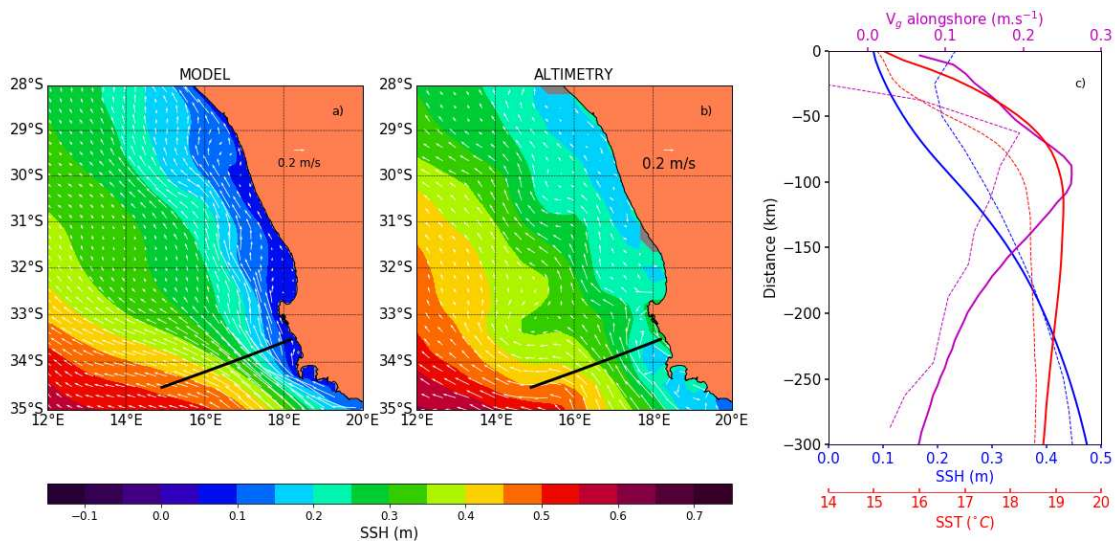 MODEL
a)
0.2 m/s
28°S
29°S
30°S
31°S
32°S
33°S
34°S
35°S
12°E 14°E 16°E 18°E 20°E
ALTIMETRY
b)
0.2 m/s
28°S
29°S
30°S
31°S
32°S
33°S
34°S
35°S
12°E 14°E 16°E 18°E 20°E
−0.1 0.0 0.1 0.2 0.3 0.4 0.5 0.6 0.7
SSH (m)
V_g alongshore (m.s⁻¹)
0.0 0.1 0.2 0.3
c)
0
−50
−100
−150
−200
−250
−300
Distance (km)
0.0 0.1 0.2 0.3 0.4 0.5
SSH (m)
14 15 16 17 18 19 20
SST (°C)